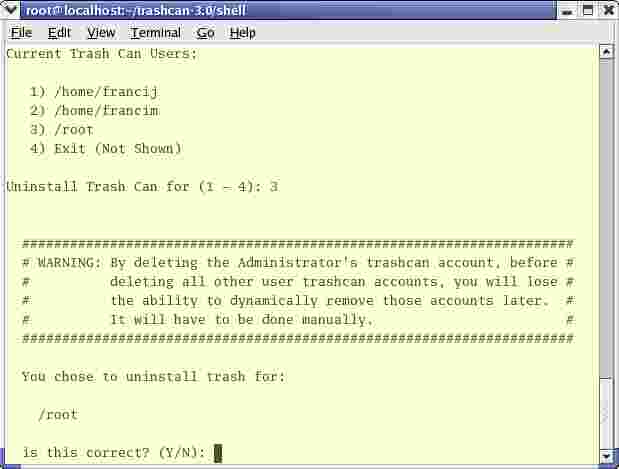 root@localhost:~/trashcan-3.0/shell
File Edit View Terminal Go Help
Current Trash Can Users:
1) /home/francij
2) /home/francim
3) /root
4) Exit (Not Shown)
Uninstall Trash Can for (1 - 4): 3
#####################################################################
# WARNING: By deleting the Administrator's trashcan account, before #
# deleting all other user trashcan accounts, you will lose #
# the ability to dynamically remove those accounts later. #
# It will have to be done manually. #
#####################################################################
You chose to uninstall trash for:
/root
is this correct? (Y/N):